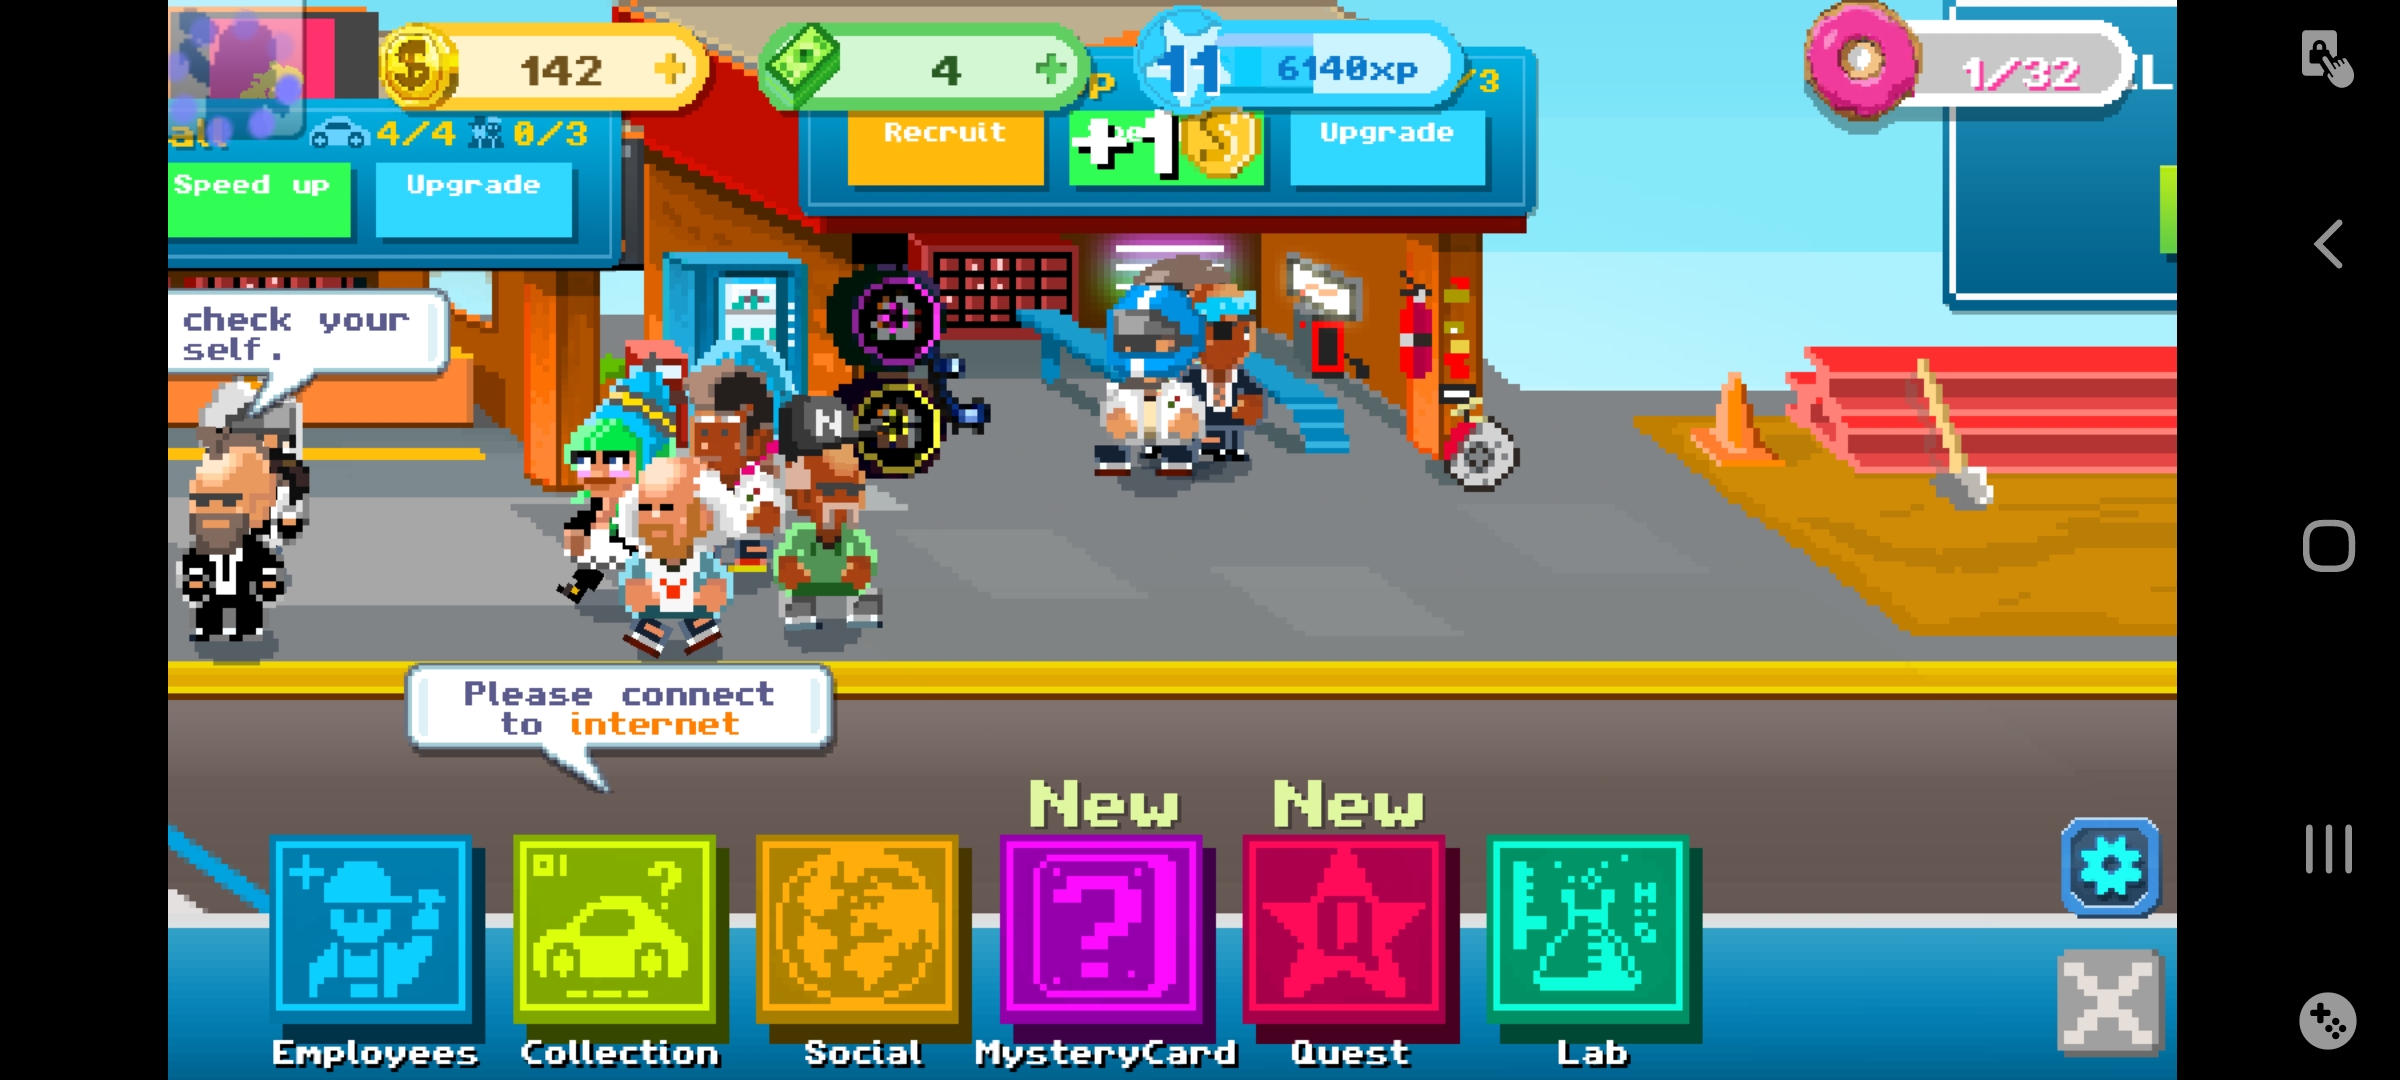 142
4
11
6140xp
/3
1/32
4/4
0/3
Recruit
+1
Upgrade
Speed up
Upgrade
check your
self.
N
Please connect
to internet
New
New
Employees
Collection
Social
MysteryCard
Q
Quest
Lab